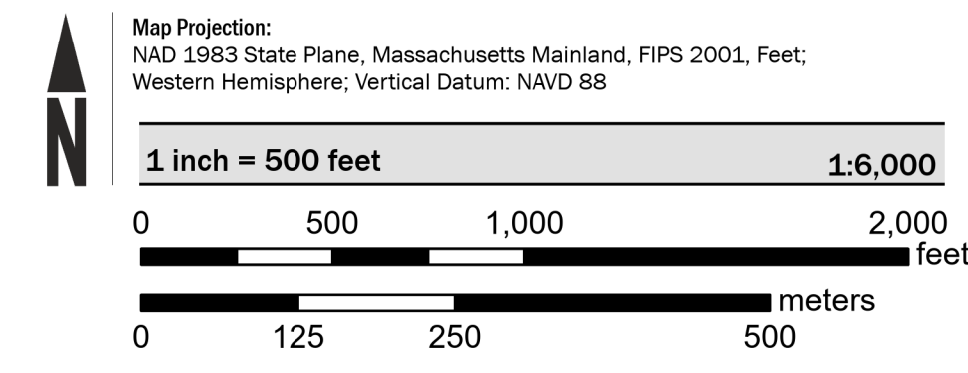 N
Map Projection:
NAD 1983 State Plane, Massachusetts Mainland, FIPS 2001, Feet;
Western Hemisphere; Vertical Datum: NAVD 88
1 inch = 500 feet 1:6,000
0 500 1,000 2,000
feet
meters
0 125 250 500